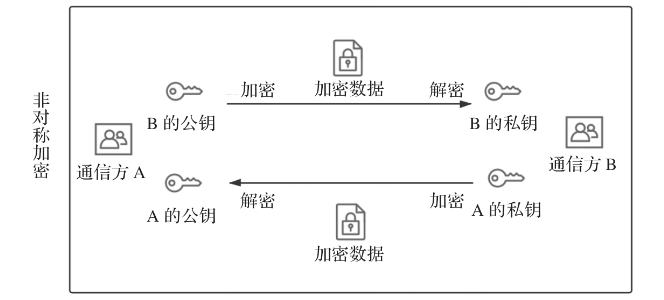 非对称加密
加密
加密数据
解密
B 的公钥
B 的私钥
通信方 A
通信方 B
解密
加密
A 的公钥
A 的私钥
加密数据